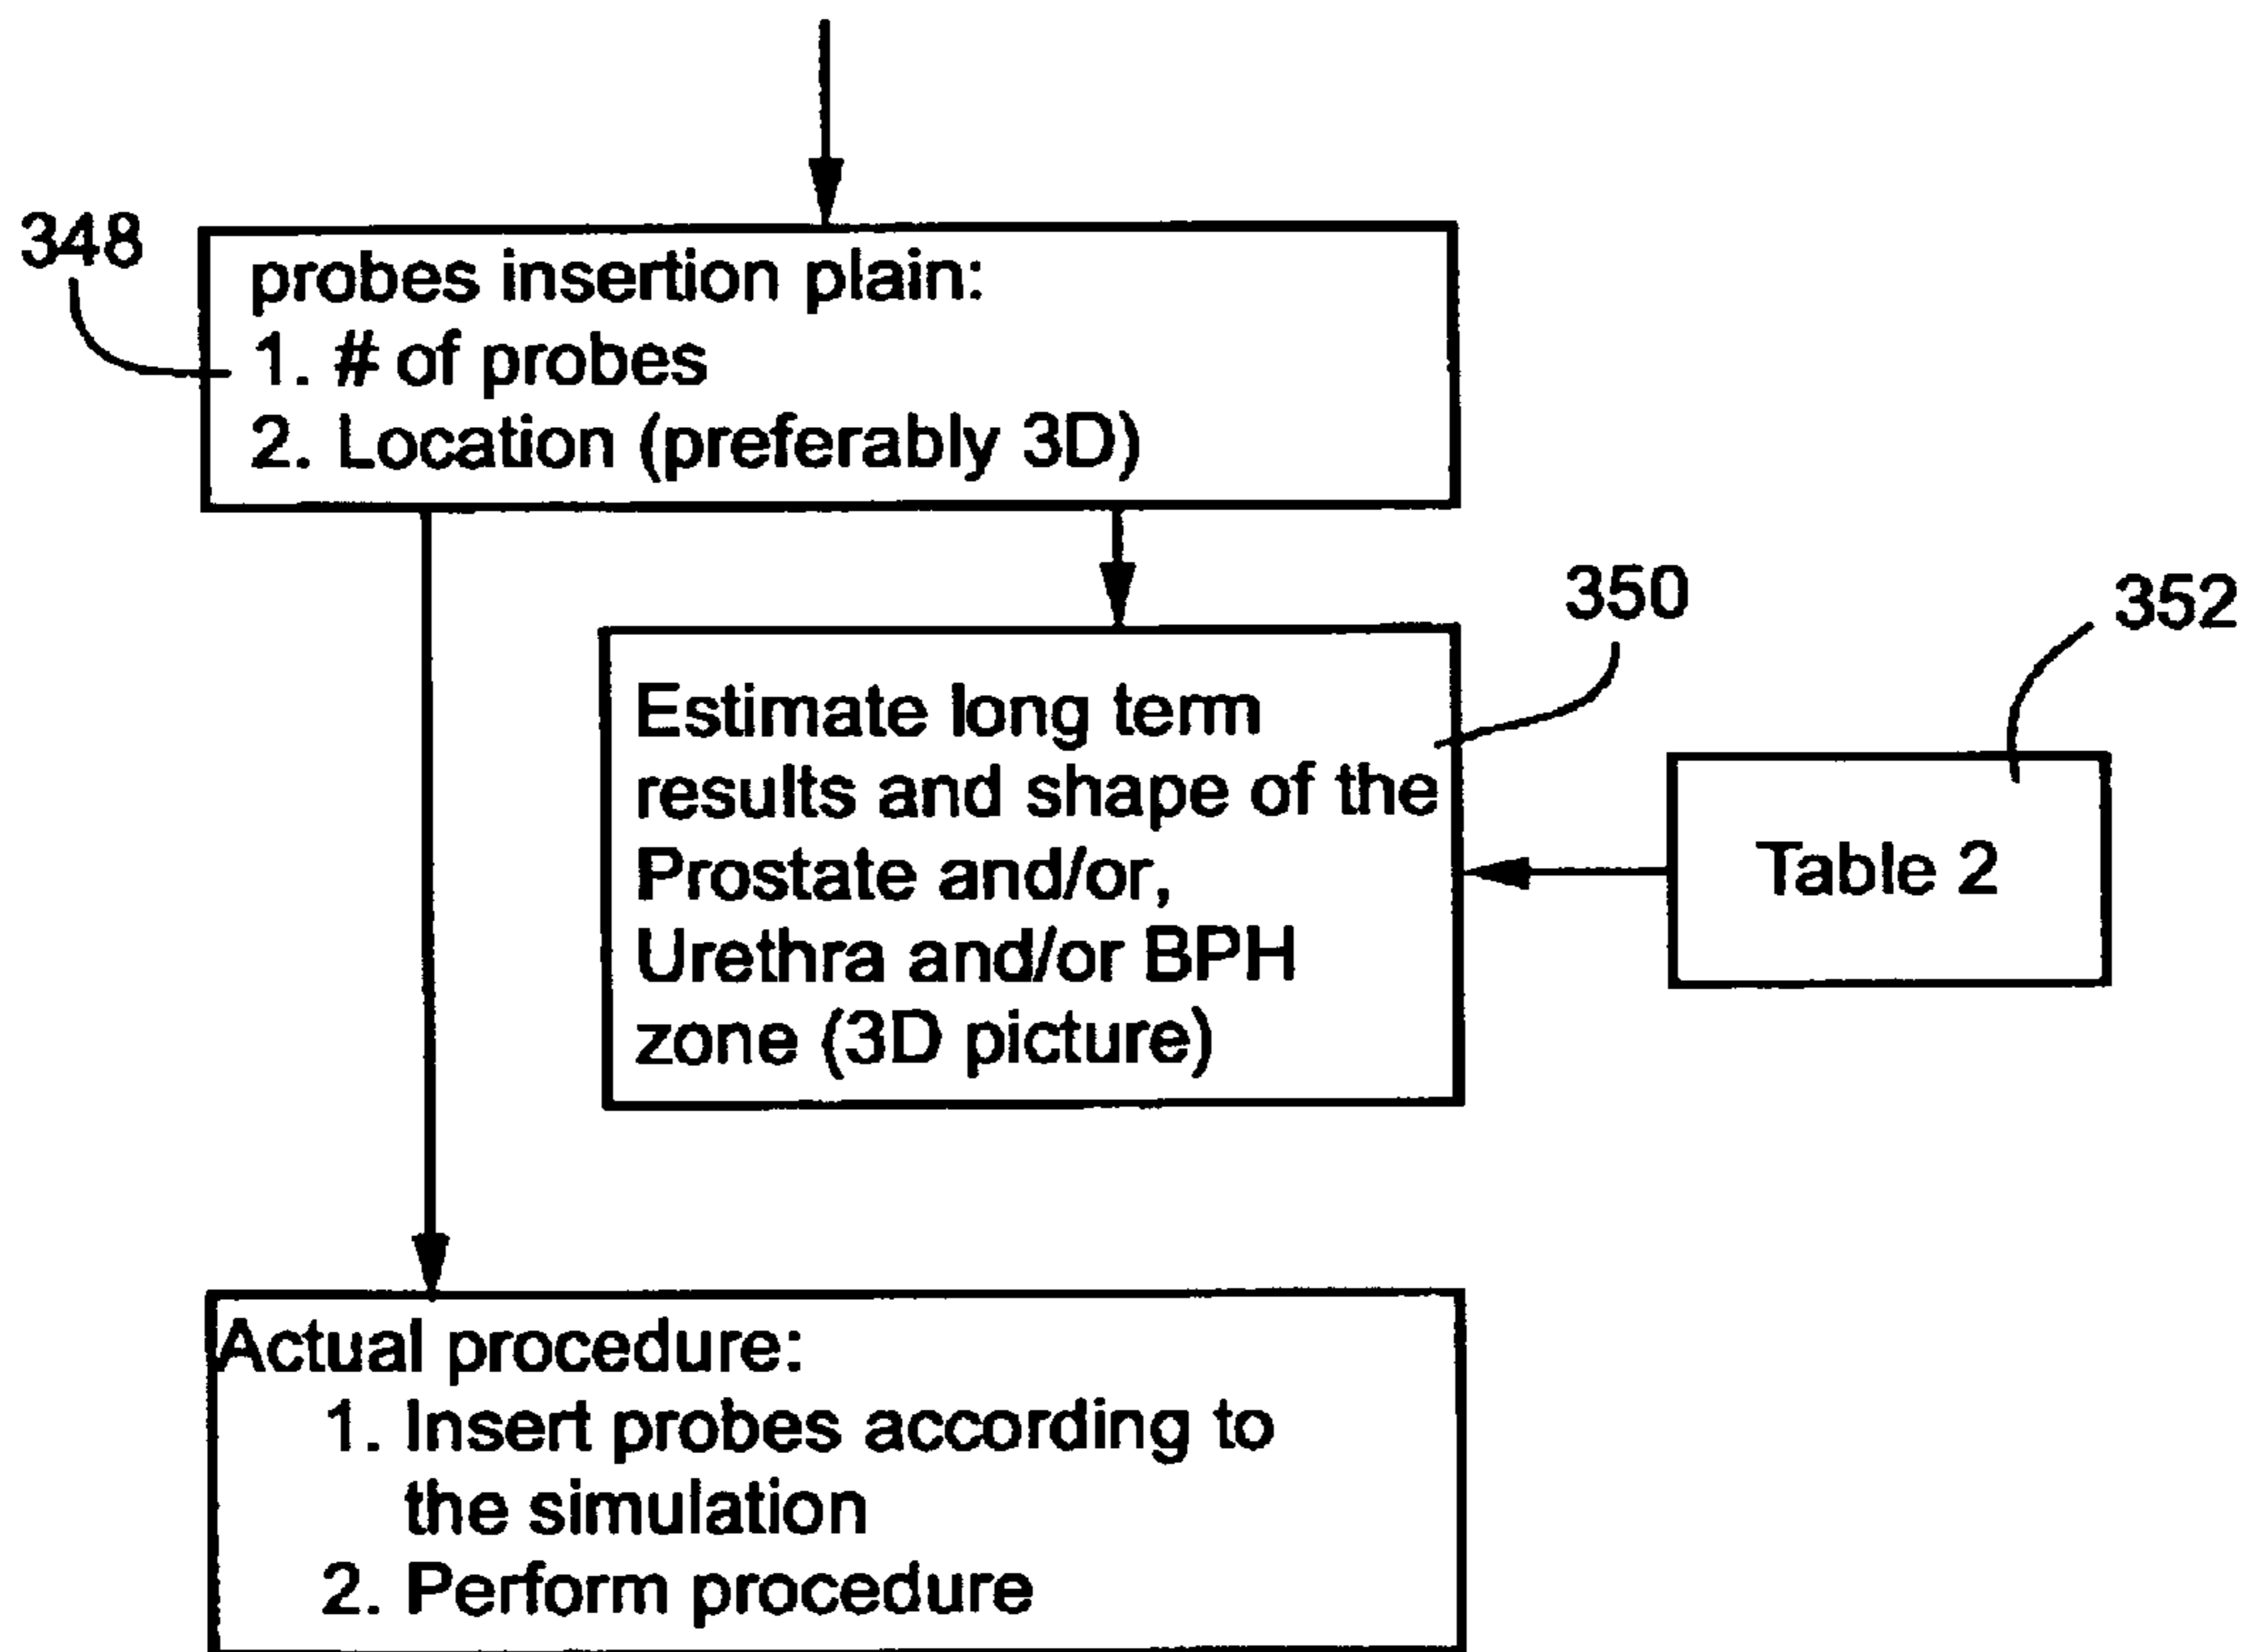 348
probes insertion plain:
1. # of probes
2. Location (preferably 3D)
350
352
Estimate long term
results and shape of the
Prostate and/or,
Urethra and/or BPH
zone (3D picture)
Table 2
Actual procedure:
1. Insert probes according to
the simulation
2. Perform procedure